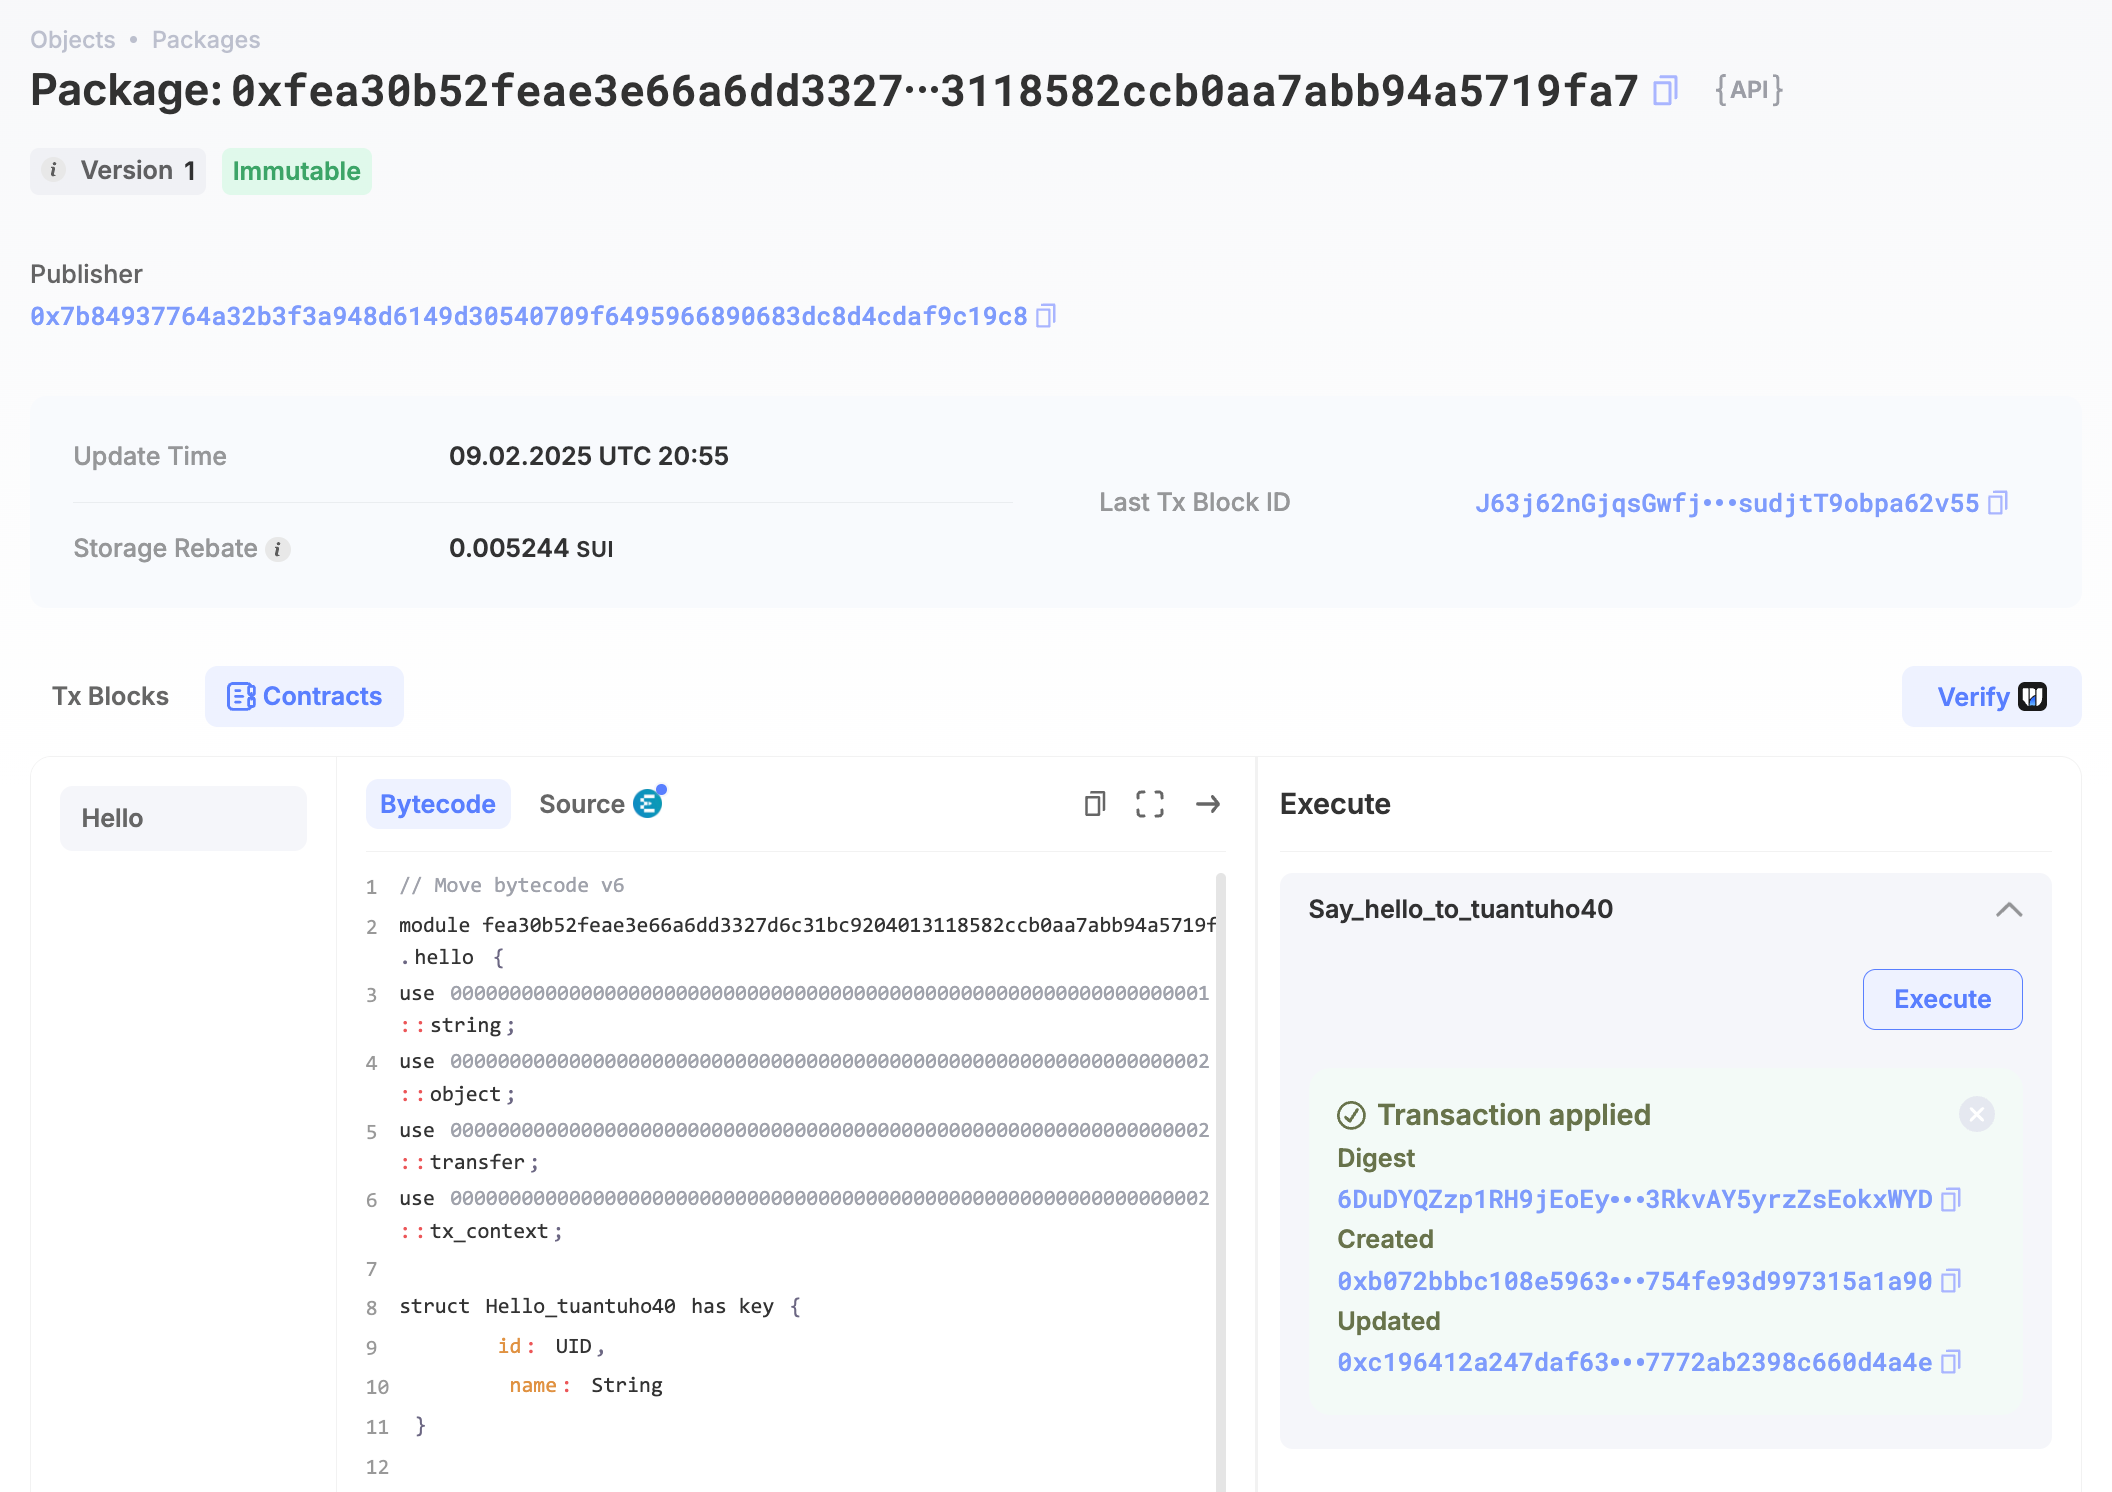 Objects • Packages
Package: 0xfea30b52feae3e66a6dd3327···3118582ccb0aa7abb94a5719fa7 {API}
i Version 1 Immutable
Publisher
0x7b84937764a32b3f3a948d6149d30540709f6495966890683dc8d4cdaf9c19c8
Update Time 09.02.2025 UTC 20:55
Last Tx Block ID J63j62nGjqsGwfj•••sudjtT9obpa62v55
Storage Rebate i 0.005244 SUI
Tx Blocks Contracts Verify
Hello
Bytecode Source
1 // Move bytecode v6
2 module fea30b52feae3e66a6dd3327d6c31bc9204013118582ccb0aa7abb94a5719f
.hello {
3 use 0000000000000000000000000000000000000000000000000000000000000001
::string;
4 use 0000000000000000000000000000000000000000000000000000000000000002
::object;
5 use 0000000000000000000000000000000000000000000000000000000000000002
::transfer;
6 use 0000000000000000000000000000000000000000000000000000000000000002
::tx_context;
7
8 struct Hello_tuantuho40 has key {
9 id: UID,
10 name: String
11 }
12
Execute
Say_hello_to_tuantuho40
Execute
Transaction applied
Digest
6DuDYQZzp1RH9jEoEy•••3RkvAY5yrzZsEokxWYD
Created
0xb072bbbc108e5963•••754fe93d997315a1a90
Updated
0xc196412a247daf63•••7772ab2398c660d4a4e